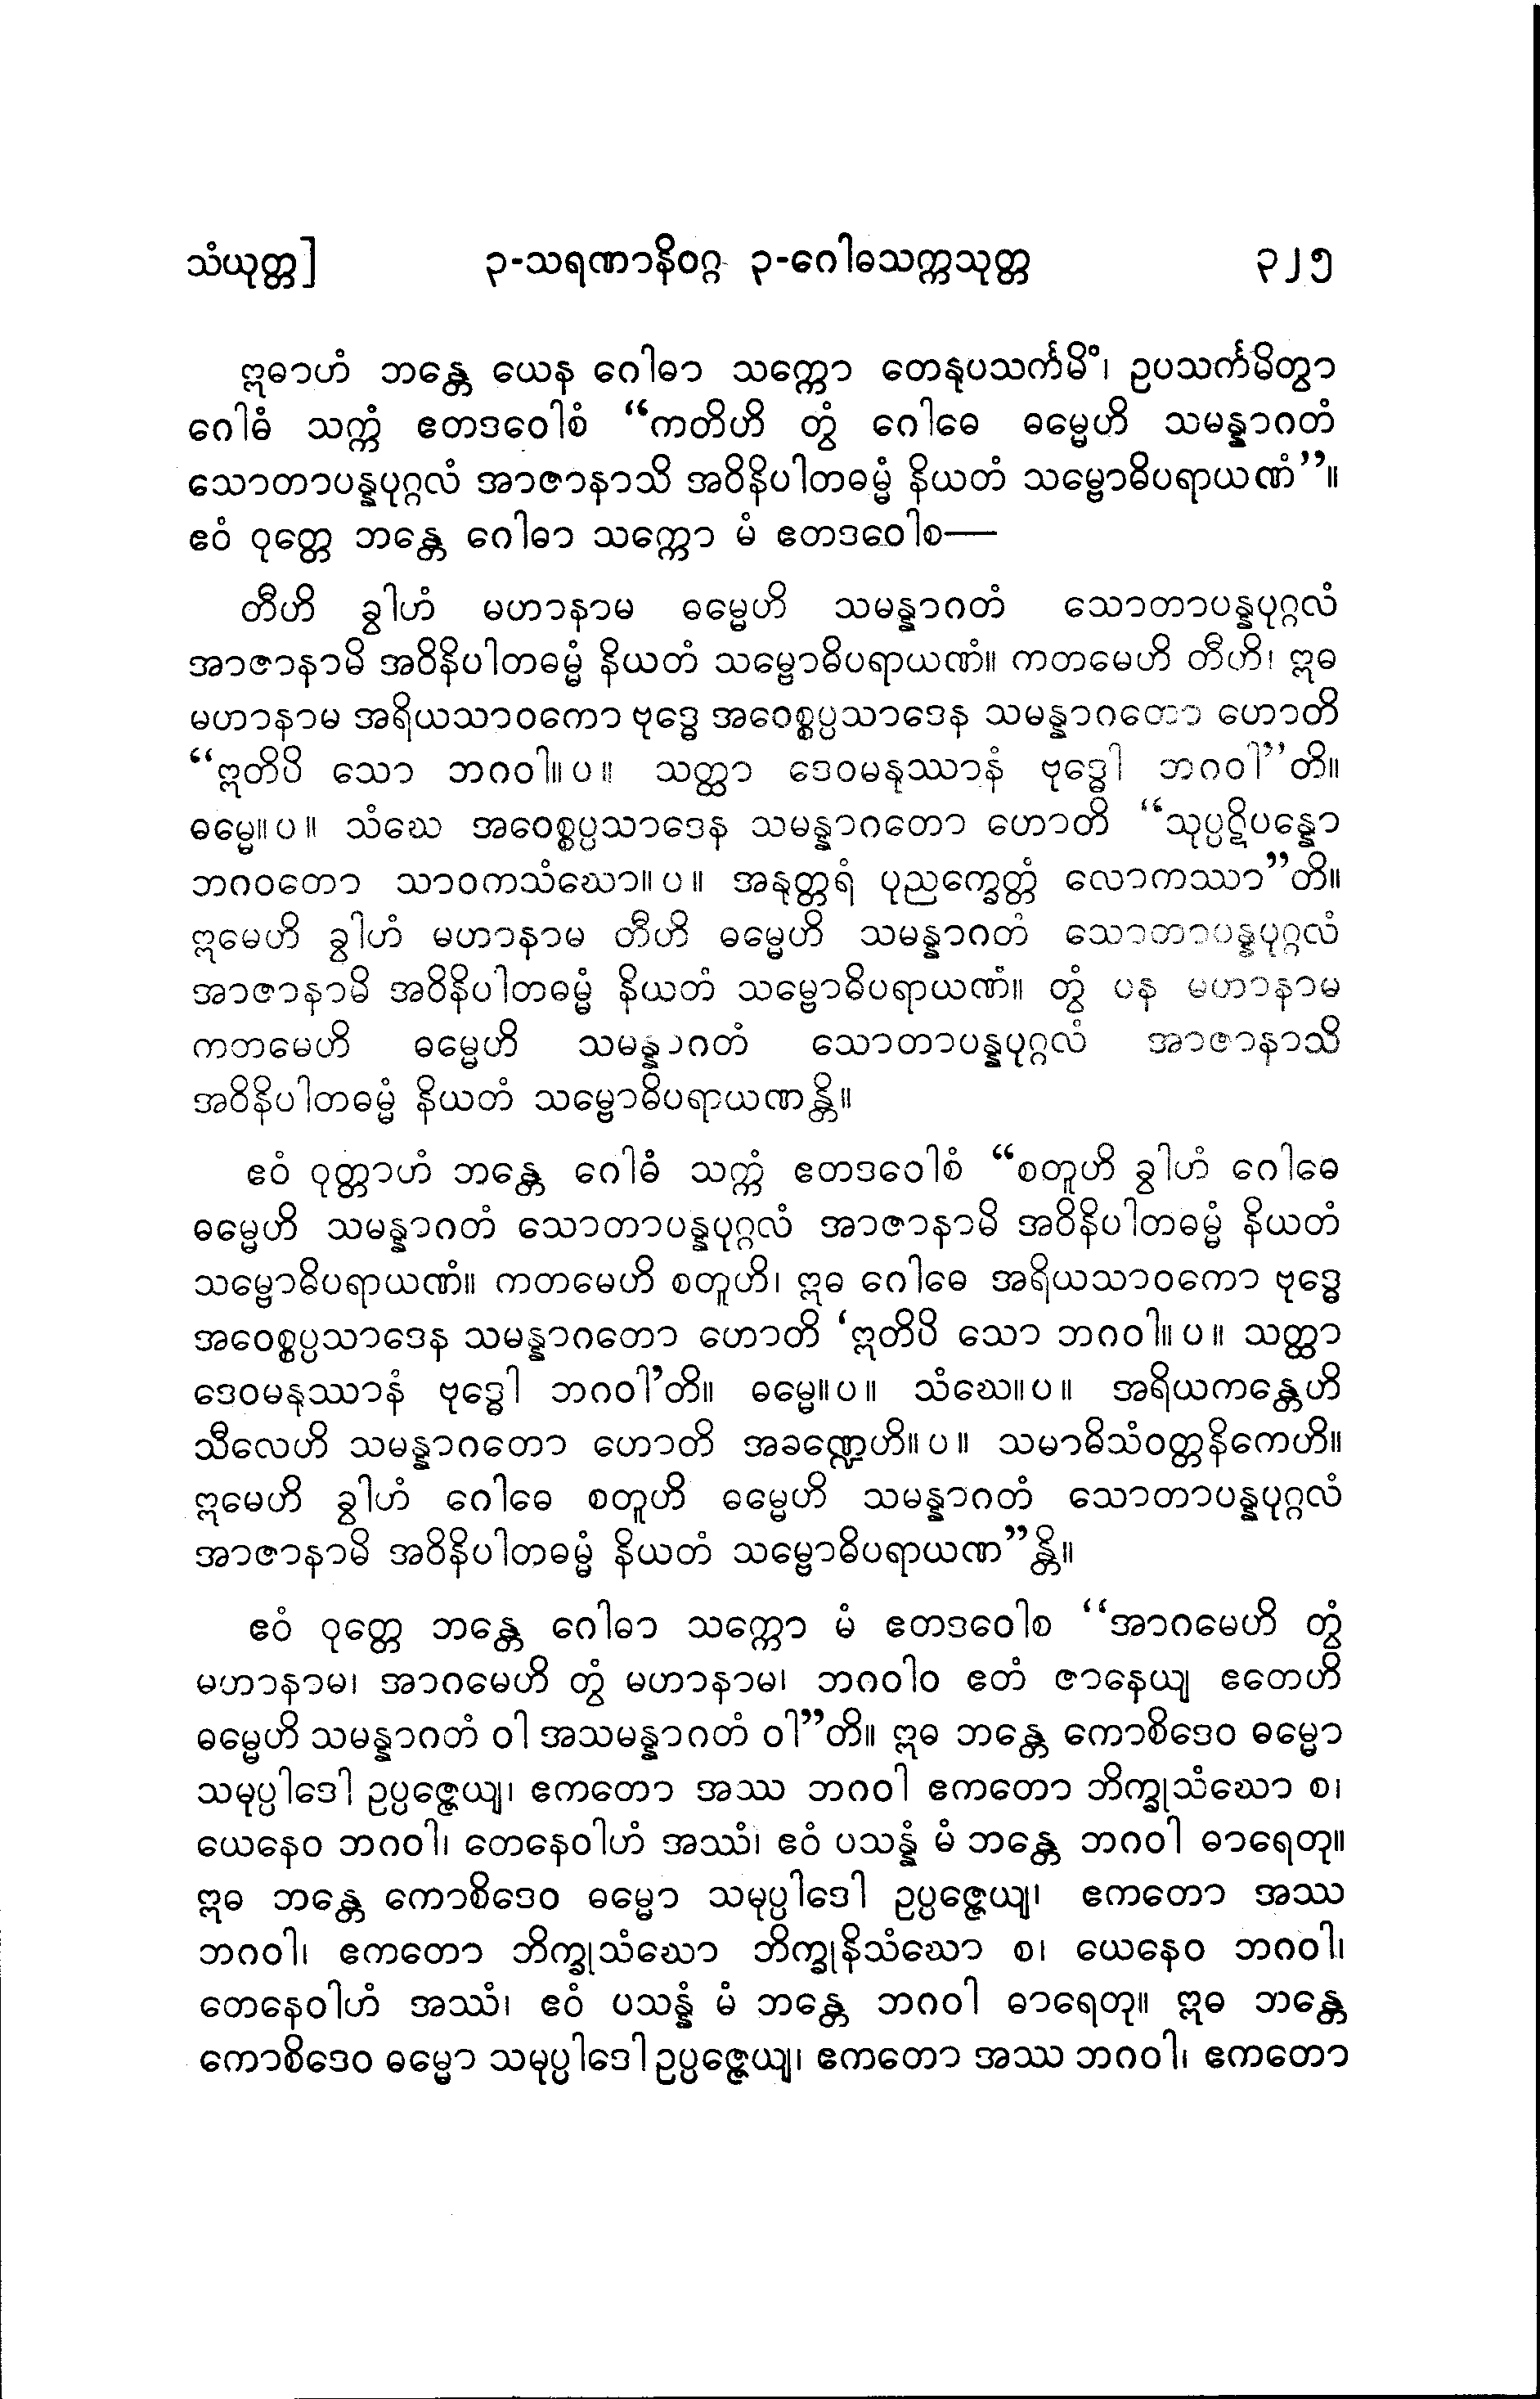 သံယုတ္တ]	၃-သရဏာနိဝဂ္ဂ ၃-ဂေါဓသက္ကသုတ္တ	၃၂၅
ဣဓာဟံ ဘန္တေ ယေန ဂေါဓာ သက္ကော တေနုပသင်္ကမိံ၊ ဥပသင်္ကမိတွာ
ဂေါဓံ သက္ကံ ဧတဒဝေါစံ “ကတိဟိ တွံ ဂေါဓေ ဓမ္မေဟိ သမန္နာဂတံ
သောတာပန္နပုဂ္ဂလံ အာဇာနာသိ အဝိနိပါတဓမ္မံ နိယတံ သမ္ဗောဓိပရာယဏံ”။
ဧဝံ ဝုတ္တေ ဘန္တေ ဂေါဓာ သက္ကော မံ ဧတဒဝေါစ—
တီဟိ ခွါဟံ မဟာနာမ ဓမ္မေဟိ သမန္နာဂတံ သောတာပန္နပုဂ္ဂလံ
အာဇာနာမိ အဝိနိပါတဓမ္မံ နိယတံ သမ္ဗောဓိပရာယဏံ။ ကတမေဟိ တီဟိ၊ ဣဓ
မဟာနာမ အရိယသာဝကော ဗုဒ္ဓေ အဝေစ္စပ္ပသာဒေန သမန္နာဂတော ဟောတိ
“ဣတိပိ သော ဘဂဝါ။ပ။ သတ္ထာ ဒေဝမနုဿာနံ ဗုဒ္ဓေါ ဘဂဝါ”တိ။
ဓမ္မေ။ပ။ သံဃေ အဝေစ္စပ္ပသာဒေန သမန္နာဂတော ဟောတိ “သုပ္ပဋိပန္နော
ဘဂဝတော သာဝကသံဃော။ပ။ အနုတ္တရံ ပုညက္ခေတ္တံ လောကဿာ”တိ။
ဣမေဟိ ခွါဟံ မဟာနာမ တီဟိ ဓမ္မေဟိ သမန္နာဂတံ သောတာပန္နပုဂ္ဂလံ
အာဇာနာမိ အဝိနိပါတဓမ္မံ နိယတံ သမ္ဗောဓိပရာယဏံ။ တွံ ပန မဟာနာမ
ကတမေဟိ ဓမ္မေဟိ သမန္နာဂတံ သောတာပန္နပုဂ္ဂလံ အာဇာနာသိ
အဝိနိပါတဓမ္မံ နိယတံ သမ္ဗောဓိပရာယဏန္တိ။
ဧဝံ ဝုတ္တာဟံ ဘန္တေ ဂေါဓံ သက္ကံ ဧတဒဝေါစံ “စတူဟိ ခွါဟံ ဂေါဓေ
ဓမ္မေဟိ သမန္နာဂတံ သောတာပန္နပုဂ္ဂလံ အာဇာနာမိ အဝိနိပါတဓမ္မံ နိယတံ
သမ္ဗောဓိပရာယဏံ။ ကတမေဟိ စတူဟိ၊ ဣဓ ဂေါဓေ အရိယသာဝကော ဗုဒ္ဓေ
အဝေစ္စပ္ပသာဒေန သမန္နာဂတော ဟောတိ ‘ဣတိပိ သော ဘဂဝါ။ပ။ သတ္ထာ
ဒေဝမနုဿာနံ ဗုဒ္ဓေါ ဘဂဝါ’တိ။ ဓမ္မေ။ပ။ သံဃေ။ပ။ အရိယကန္တေဟိ
သီလေဟိ သမန္နာဂတော ဟောတိ အခဏ္ဍေဟိ။ပ။ သမာဓိသံဝတ္တနိကေဟိ။
ဣမေဟိ ခွါဟံ ဂေါဓေ စတူဟိ ဓမ္မေဟိ သမန္နာဂတံ သောတာပန္နပုဂ္ဂလံ
အာဇာနာမိ အဝိနိပါတဓမ္မံ နိယတံ သမ္ဗောဓိပရာယဏ”န္တိ။
ဧဝံ ဝုတ္တေ ဘန္တေ ဂေါဓာ သက္ကော မံ ဧတဒဝေါစ “အာဂမေဟိ တွံ
မဟာနာမ၊ အာဂမေဟိ တွံ မဟာနာမ၊ ဘဂဝါဝ ဧတံ ဇာနေယျ ဧတေဟိ
ဓမ္မေဟိ သမန္နာဂတံ ဝါ အသမန္နာဂတံ ဝါ”တိ။ ဣဓ ဘန္တေ ကောစိဒေဝ ဓမ္မော
သမုပ္ပါဒေါ ဥပ္ပဇ္ဇေယျ၊ ဧကတော အဿ ဘဂဝါ ဧကတော ဘိက္ခုသံဃော စ၊
ယေနေဝ ဘဂဝါ၊ တေနေဝါဟံ အဿံ၊ ဧဝံ ပသန္နံ မံ ဘန္တေ ဘဂဝါ ဓာရေတု။
ဣဓ ဘန္တေ ကောစိဒေဝ ဓမ္မော သမုပ္ပါဒေါ ဥပ္ပဇ္ဇေယျ၊ ဧကတော အဿ
ဘဂဝါ၊ ဧကတော ဘိက္ခုသံဃော ဘိက္ခုနိသံဃော စ၊ ယေနေဝ ဘဂဝါ၊
တေနေဝါဟံ အဿံ၊ ဧဝံ ပသန္နံ မံ ဘန္တေ ဘဂဝါ ဓာရေတု။ ဣဓ ဘန္တေ
ကောစိဒေဝ ဓမ္မော သမုပ္ပါဒေါ ဥပ္ပဇ္ဇေယျ၊ ဧကတော အဿ ဘဂဝါ၊ ဧကတော